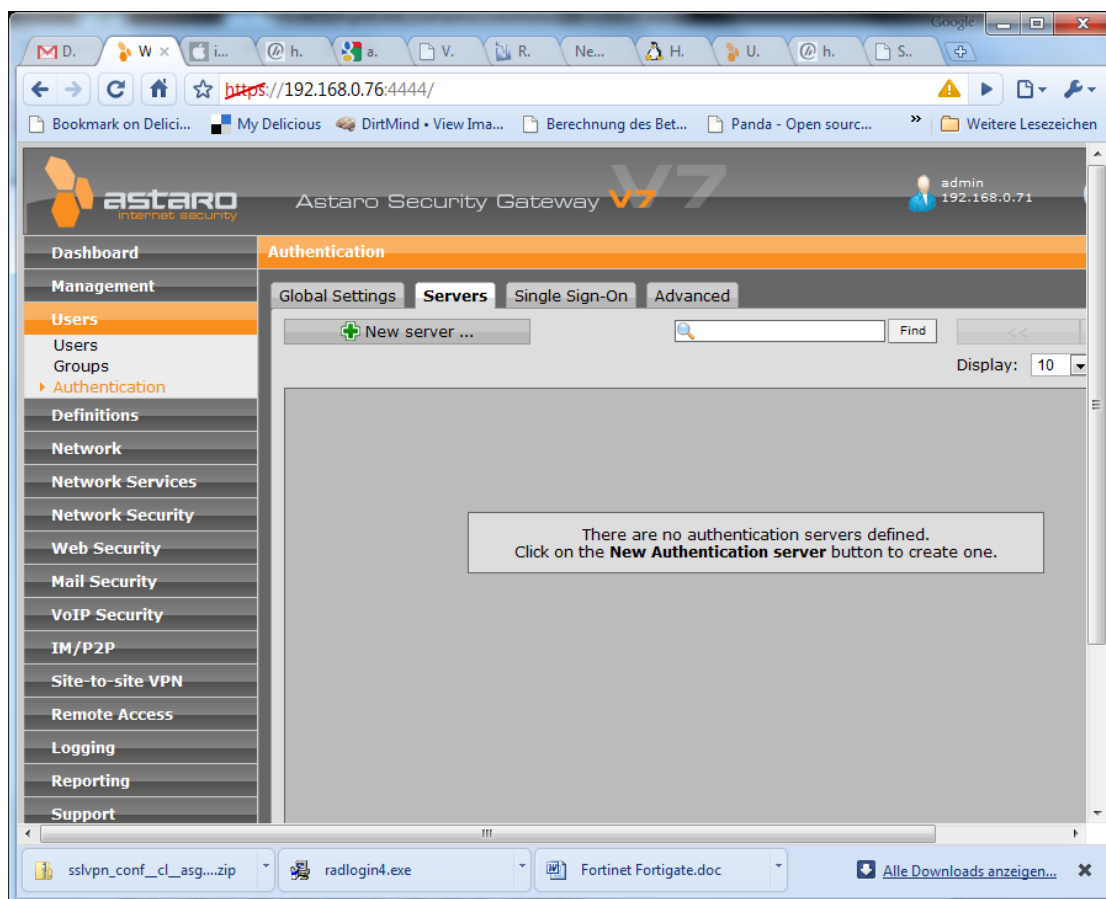 Google
D.
W
i...
h.
a.
V.
R.
Ne...
H.
U.
h.
S..
https://192.168.0.76:4444/
Bookmark on Delici...
My Delicious
DirtMind • View Ima...
Berechnung des Bet...
Panda - Open sourc...
»
Weitere Lesezeichen
astaro
internet security
Astaro Security Gateway V7
V7
admin
192.168.0.71
Dashboard
Management
Users
Users
Groups
Authentication
Definitions
Network
Network Services
Network Security
Web Security
Mail Security
VoIP Security
IM/P2P
Site-to-site VPN
Remote Access
Logging
Reporting
Support
Authentication
Global Settings
Servers
Single Sign-On
Advanced
New server ...
Find
<<
Display: 10
There are no authentication servers defined.
Click on the New Authentication server button to create one.
sslvpn_conf__cl_asg....zip
radlogin4.exe
Fortinet Fortigate.doc
Alle Downloads anzeigen...